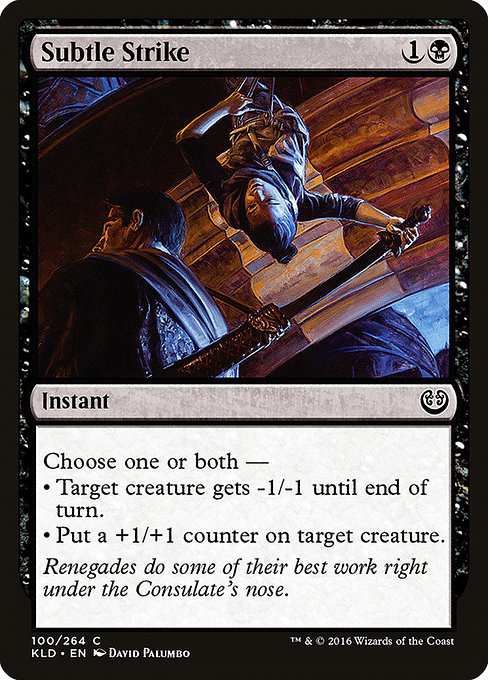 Subtle Strike 1
Instant
Choose one or both —
• Target creature gets -1/-1 until end of
turn.
• Put a +1/+1 counter on target creature.
Renegades do some of their best work right
under the Consulate's nose.
100/264 C
KLD • EN David Palumbo
™ & © 2016 Wizards of the Coast